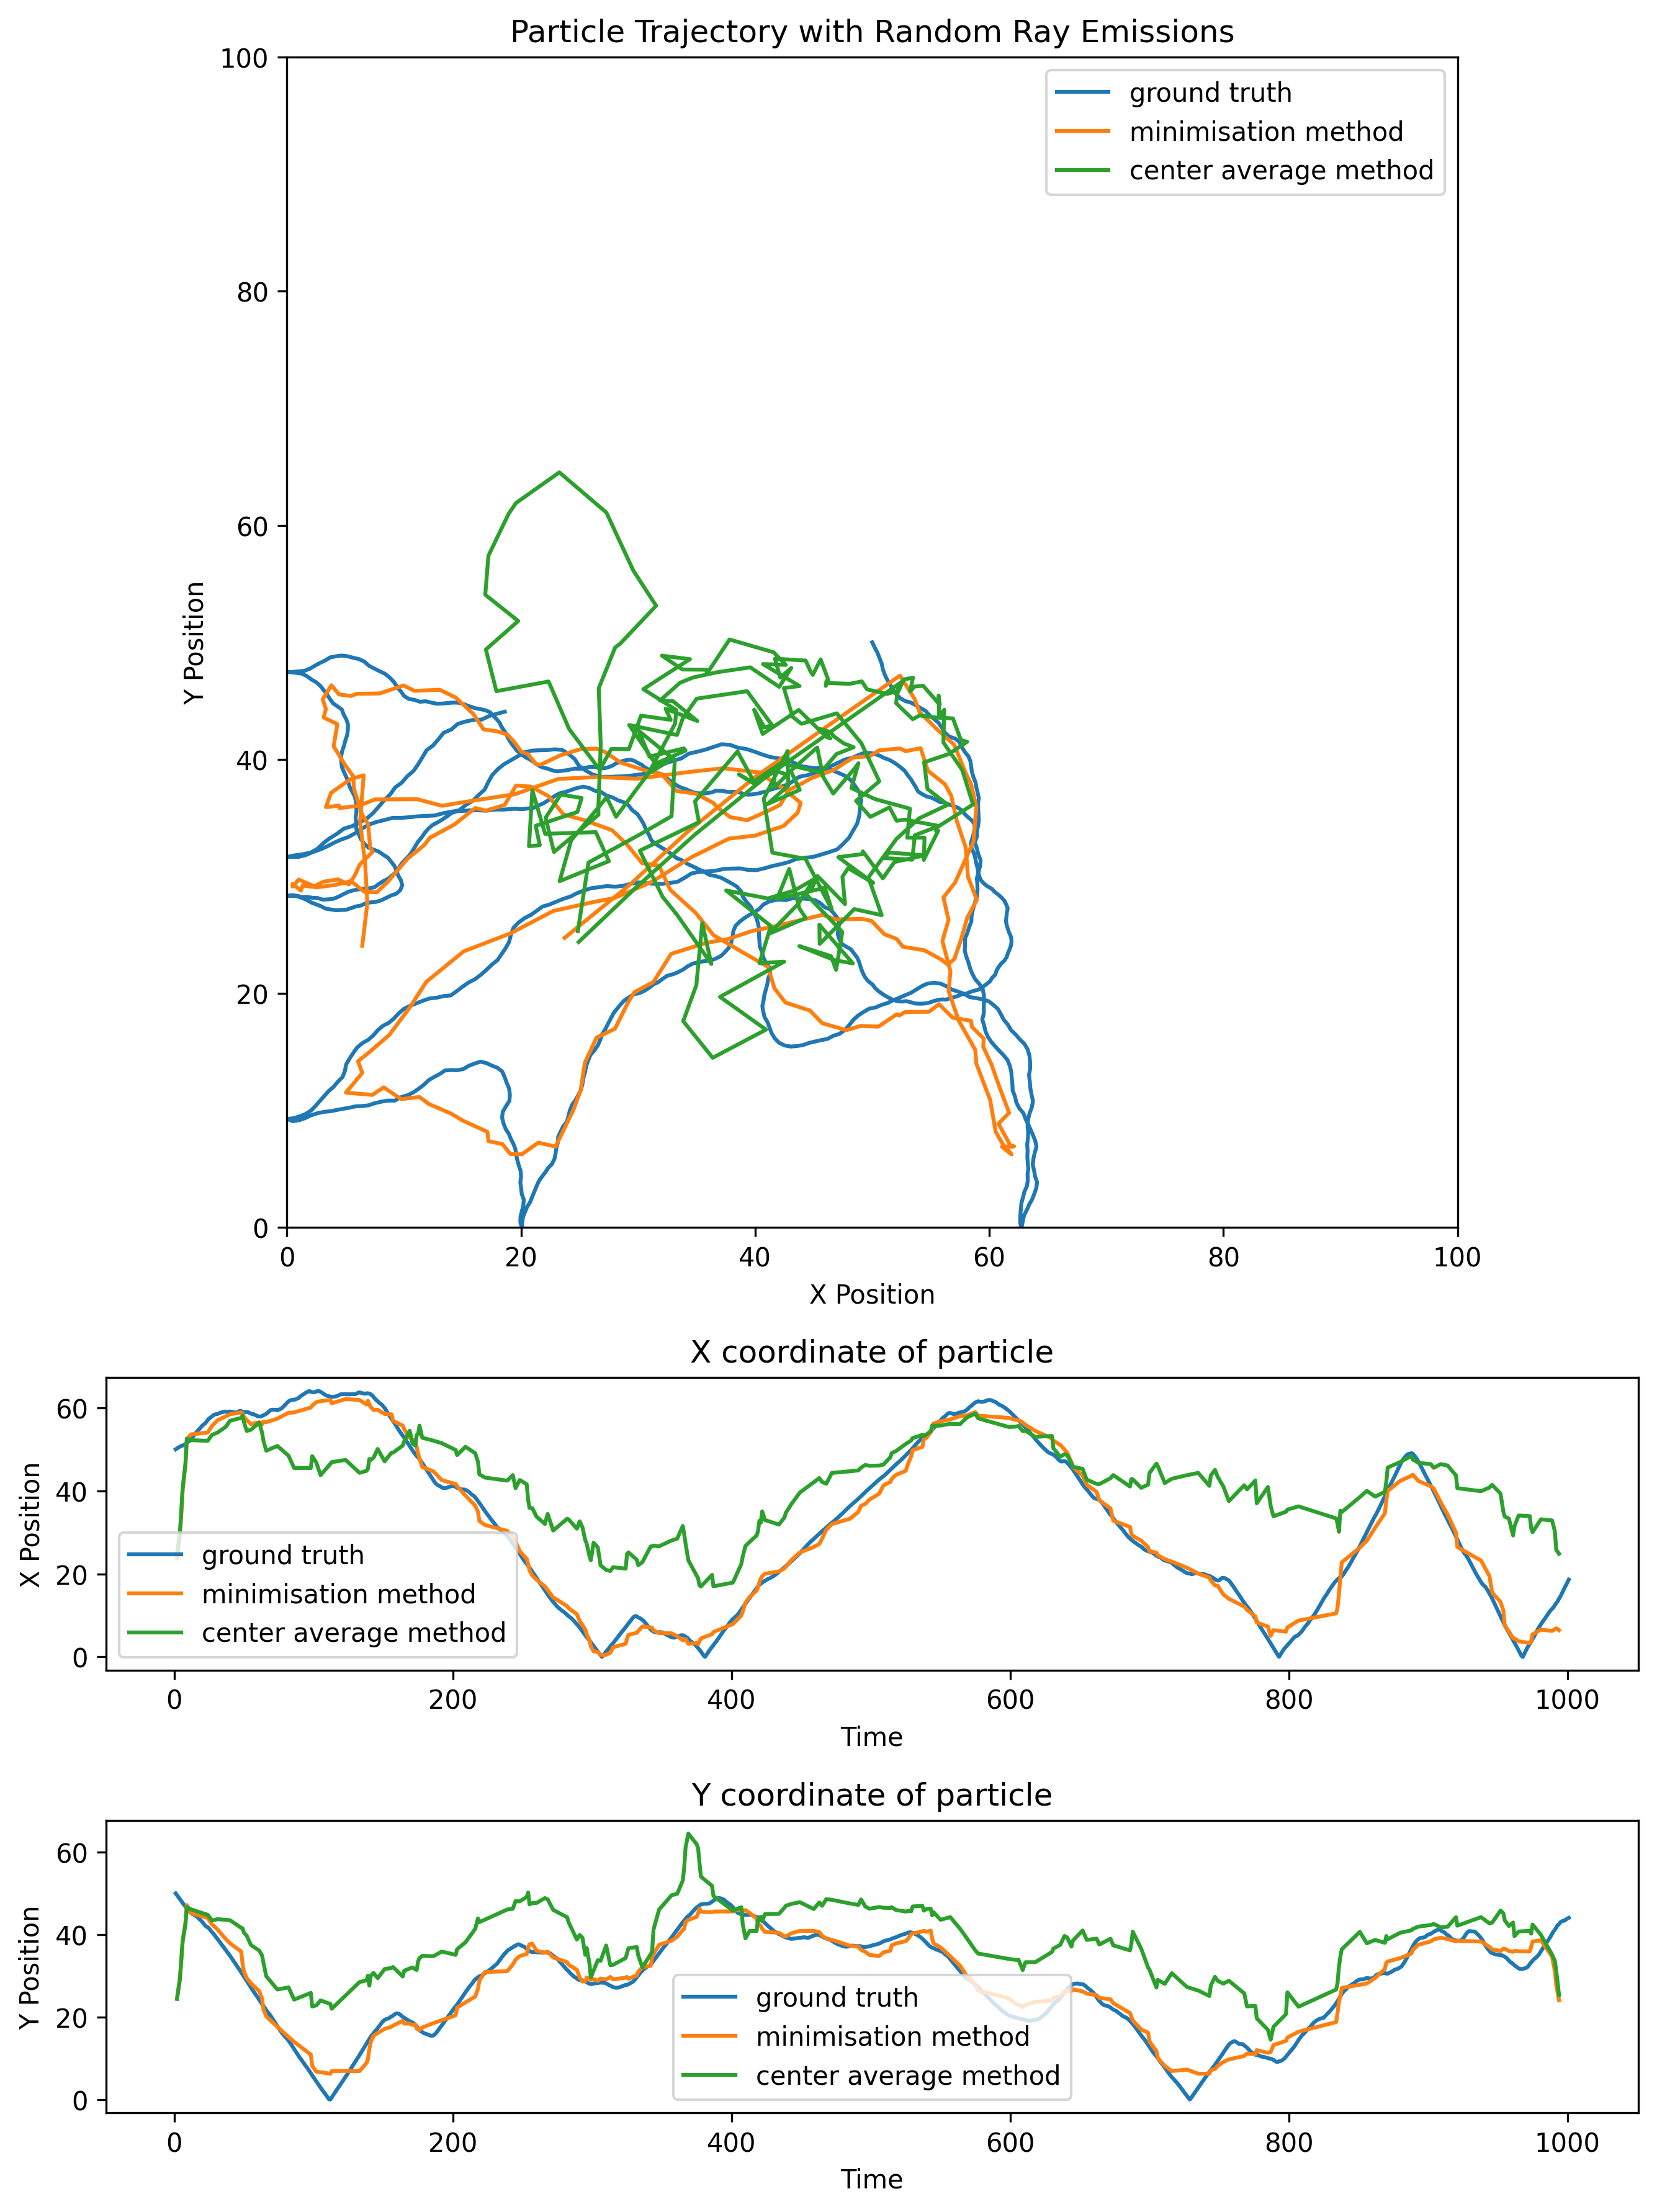 Particle Trajectory with Random Ray Emissions
100
80
60
40
20
0
Y Position
ground truth
minimisation method
center average method
0 20 40 60 80 100
X Position
X coordinate of particle
60
40
20
0
X Position
ground truth
minimisation method
center average method
0 200 400 600 800 1000
Time
Y coordinate of particle
60
40
20
0
Y Position
ground truth
minimisation method
center average method
0 200 400 600 800 1000
Time